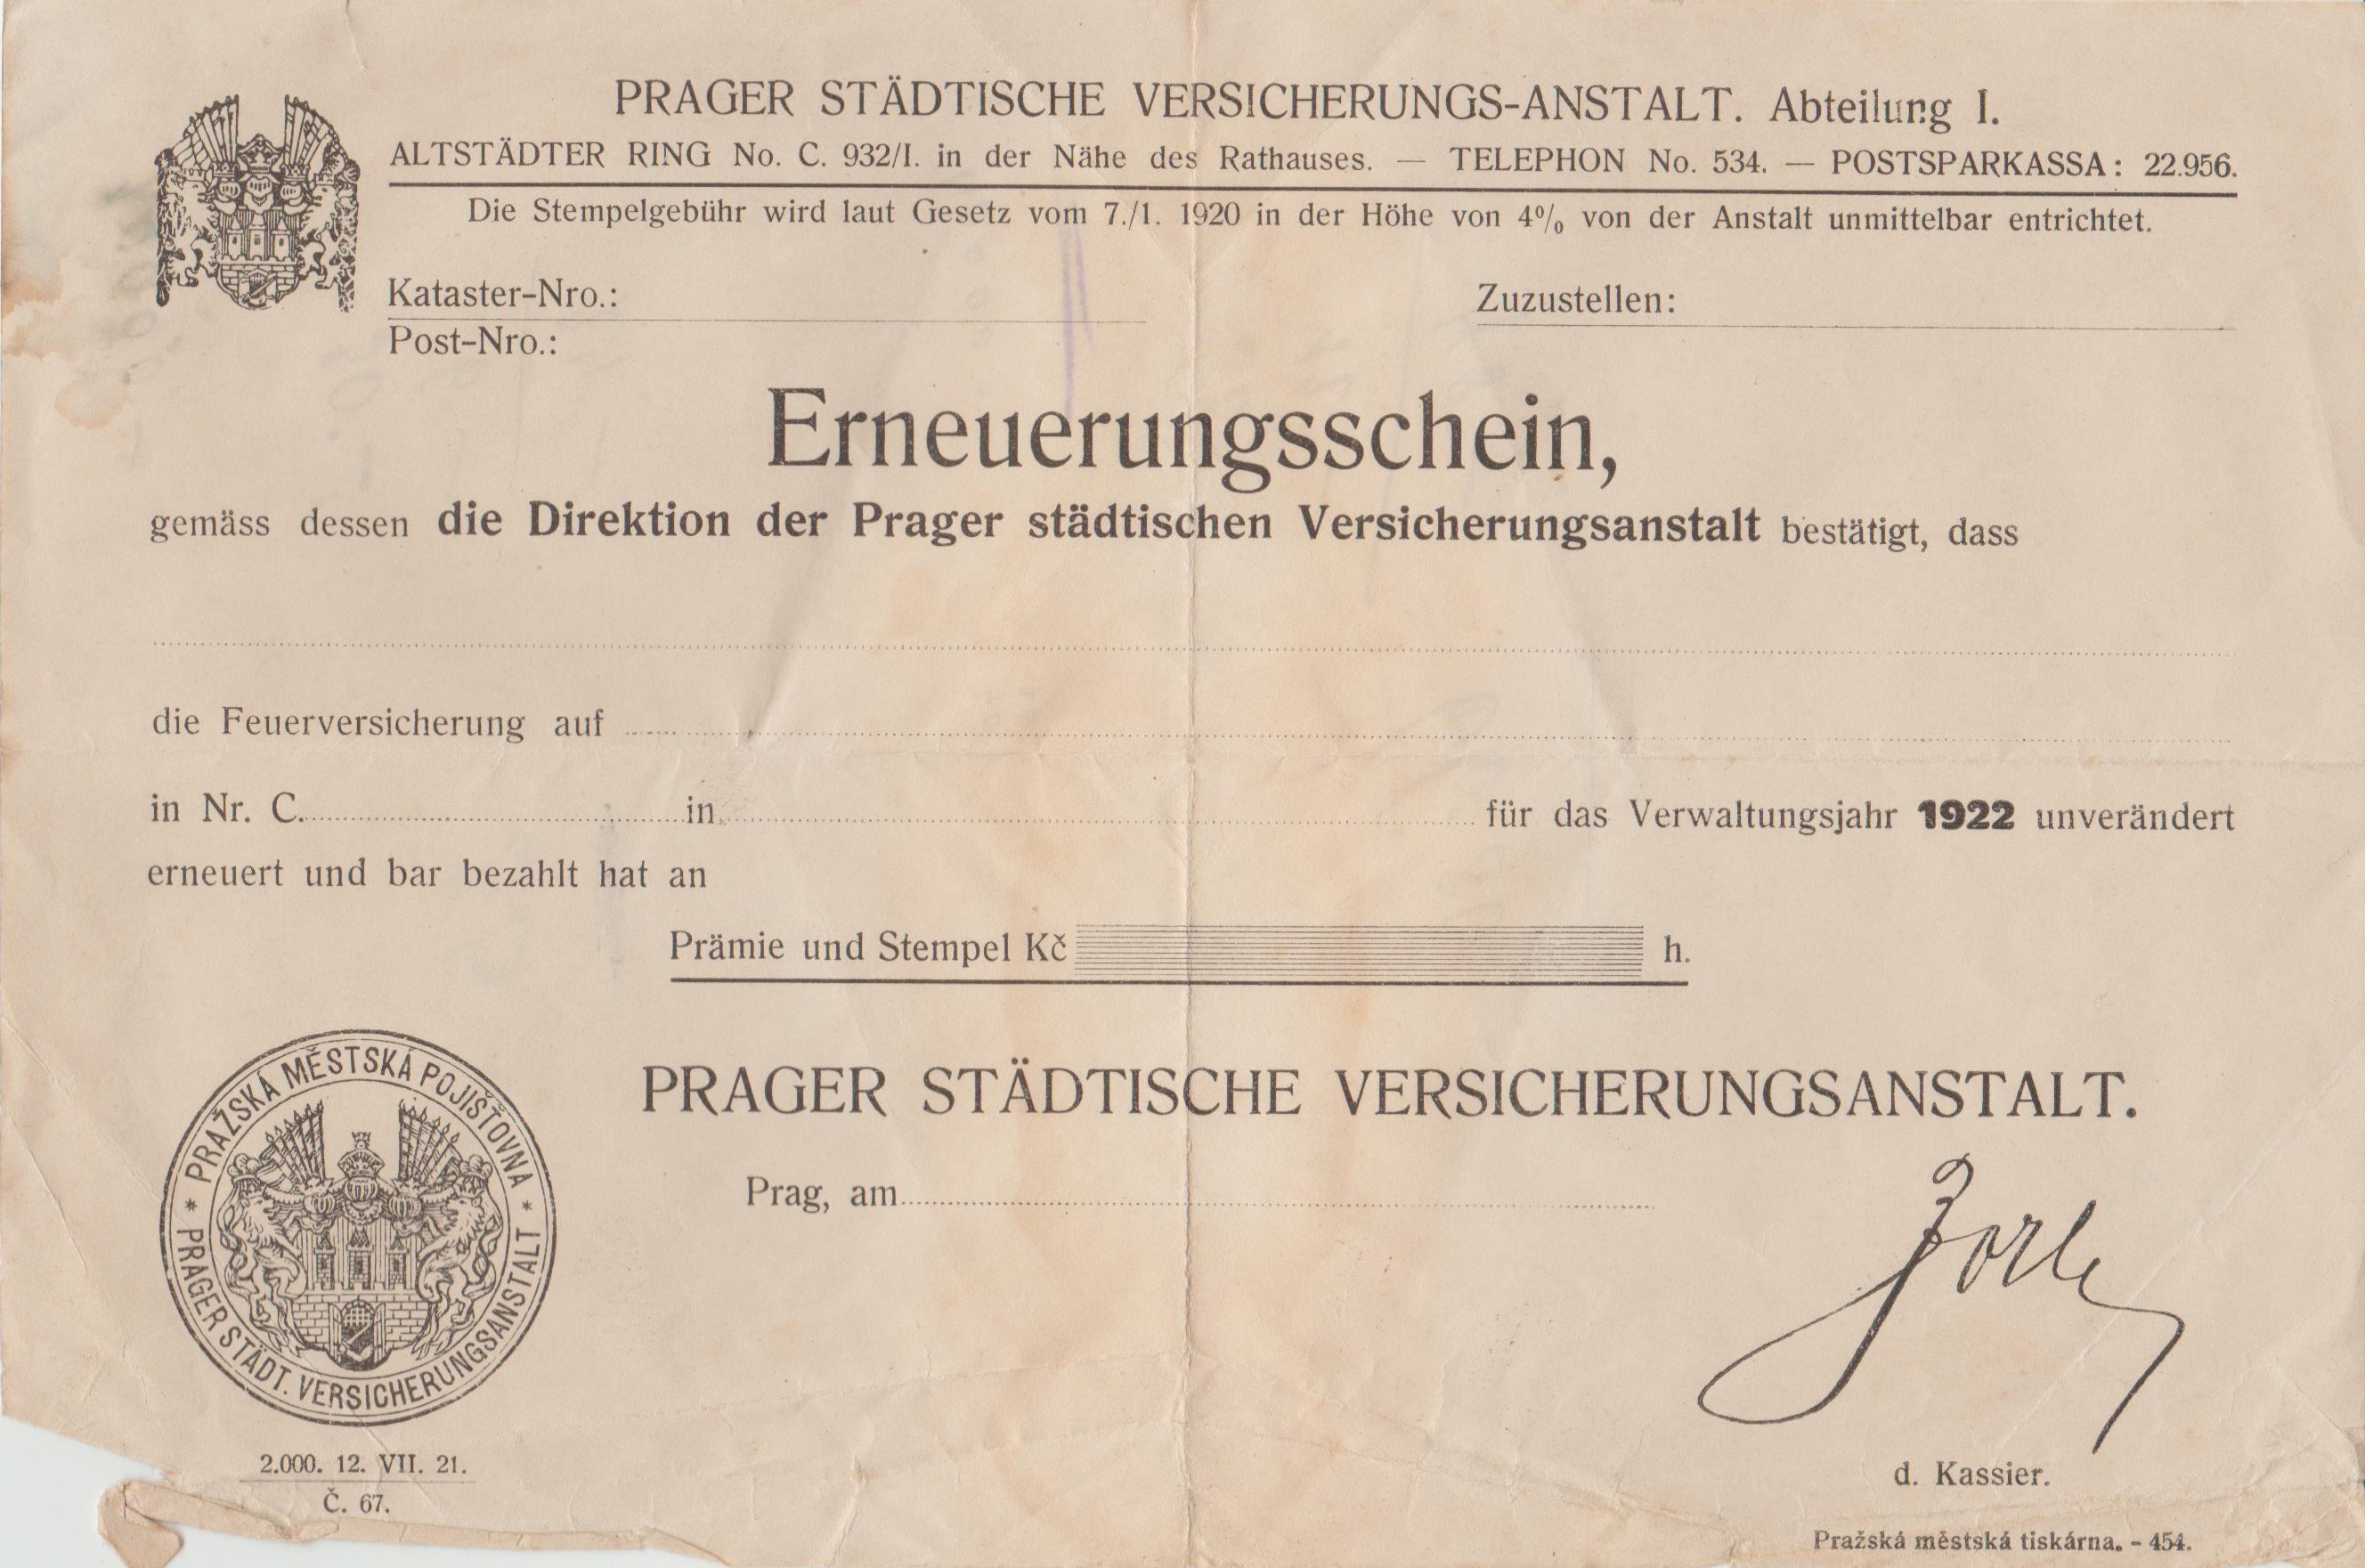 PRAGER STÄDTISCHE VERSICHERUNGS-ANSTALT. Abteilung I.
ALTSTÄDTER RING No. C. 932/I. in der Nähe des Rathauses. — TELEPHON No. 534. — POSTSPARKASSA: 22.956.
Die Stempelgebühr wird laut Gesetz vom 7./1. 1920 in der Höhe von 4% von der Anstalt unmittelbar entrichtet.
Kataster-Nro.: Zuzustellen:
Post-Nro.:
Erneuerungsschein,
gemäss dessen die Direktion der Prager städtischen Versicherungsanstalt bestätigt, dass
die Feuerversicherung auf
in Nr. C. in für das Verwaltungsjahr 1922 unverändert
erneuert und bar bezahlt hat an
Prämie und Stempel Kč h.
PRAGER STÄDTISCHE VERSICHERUNGSANSTALT.
Prag, am
* PRAŽSKÁ MĚSTSKÁ POJIŠŤOVNA *
PRAGER STÄDT. VERSICHERUNGSANSTALT
2.000. 12. VII. 21.
Č. 67.
d. Kassier.
Pražská městská tiskárna. - 454.